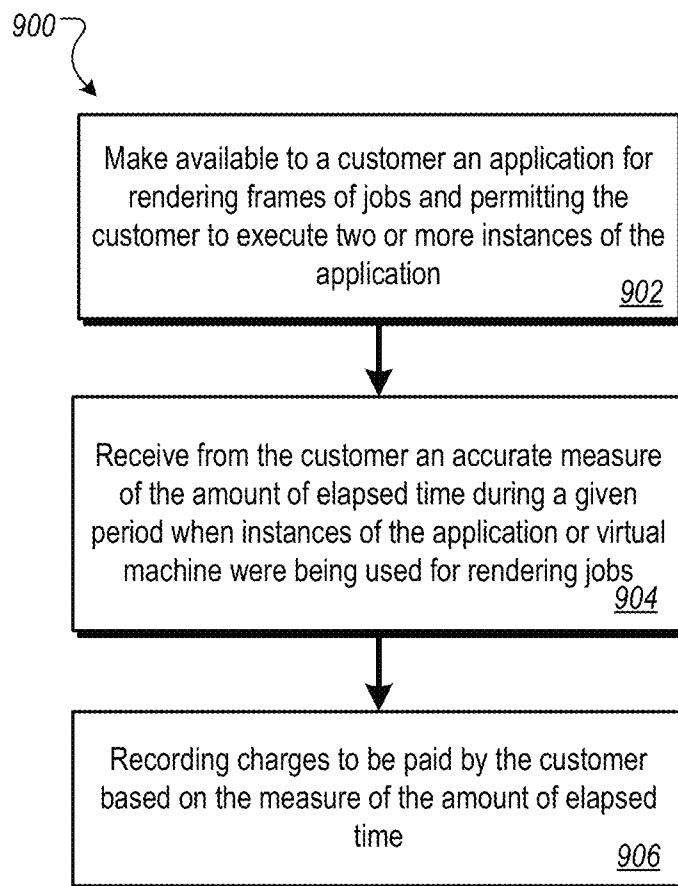 900
Make available to a customer an application for
rendering frames of jobs and permitting the
customer to execute two or more instances of the
application
902
Receive from the customer an accurate measure
of the amount of elapsed time during a given
period when instances of the application or virtual
machine were being used for rendering jobs
904
Recording charges to be paid by the customer
based on the measure of the amount of elapsed
time
906